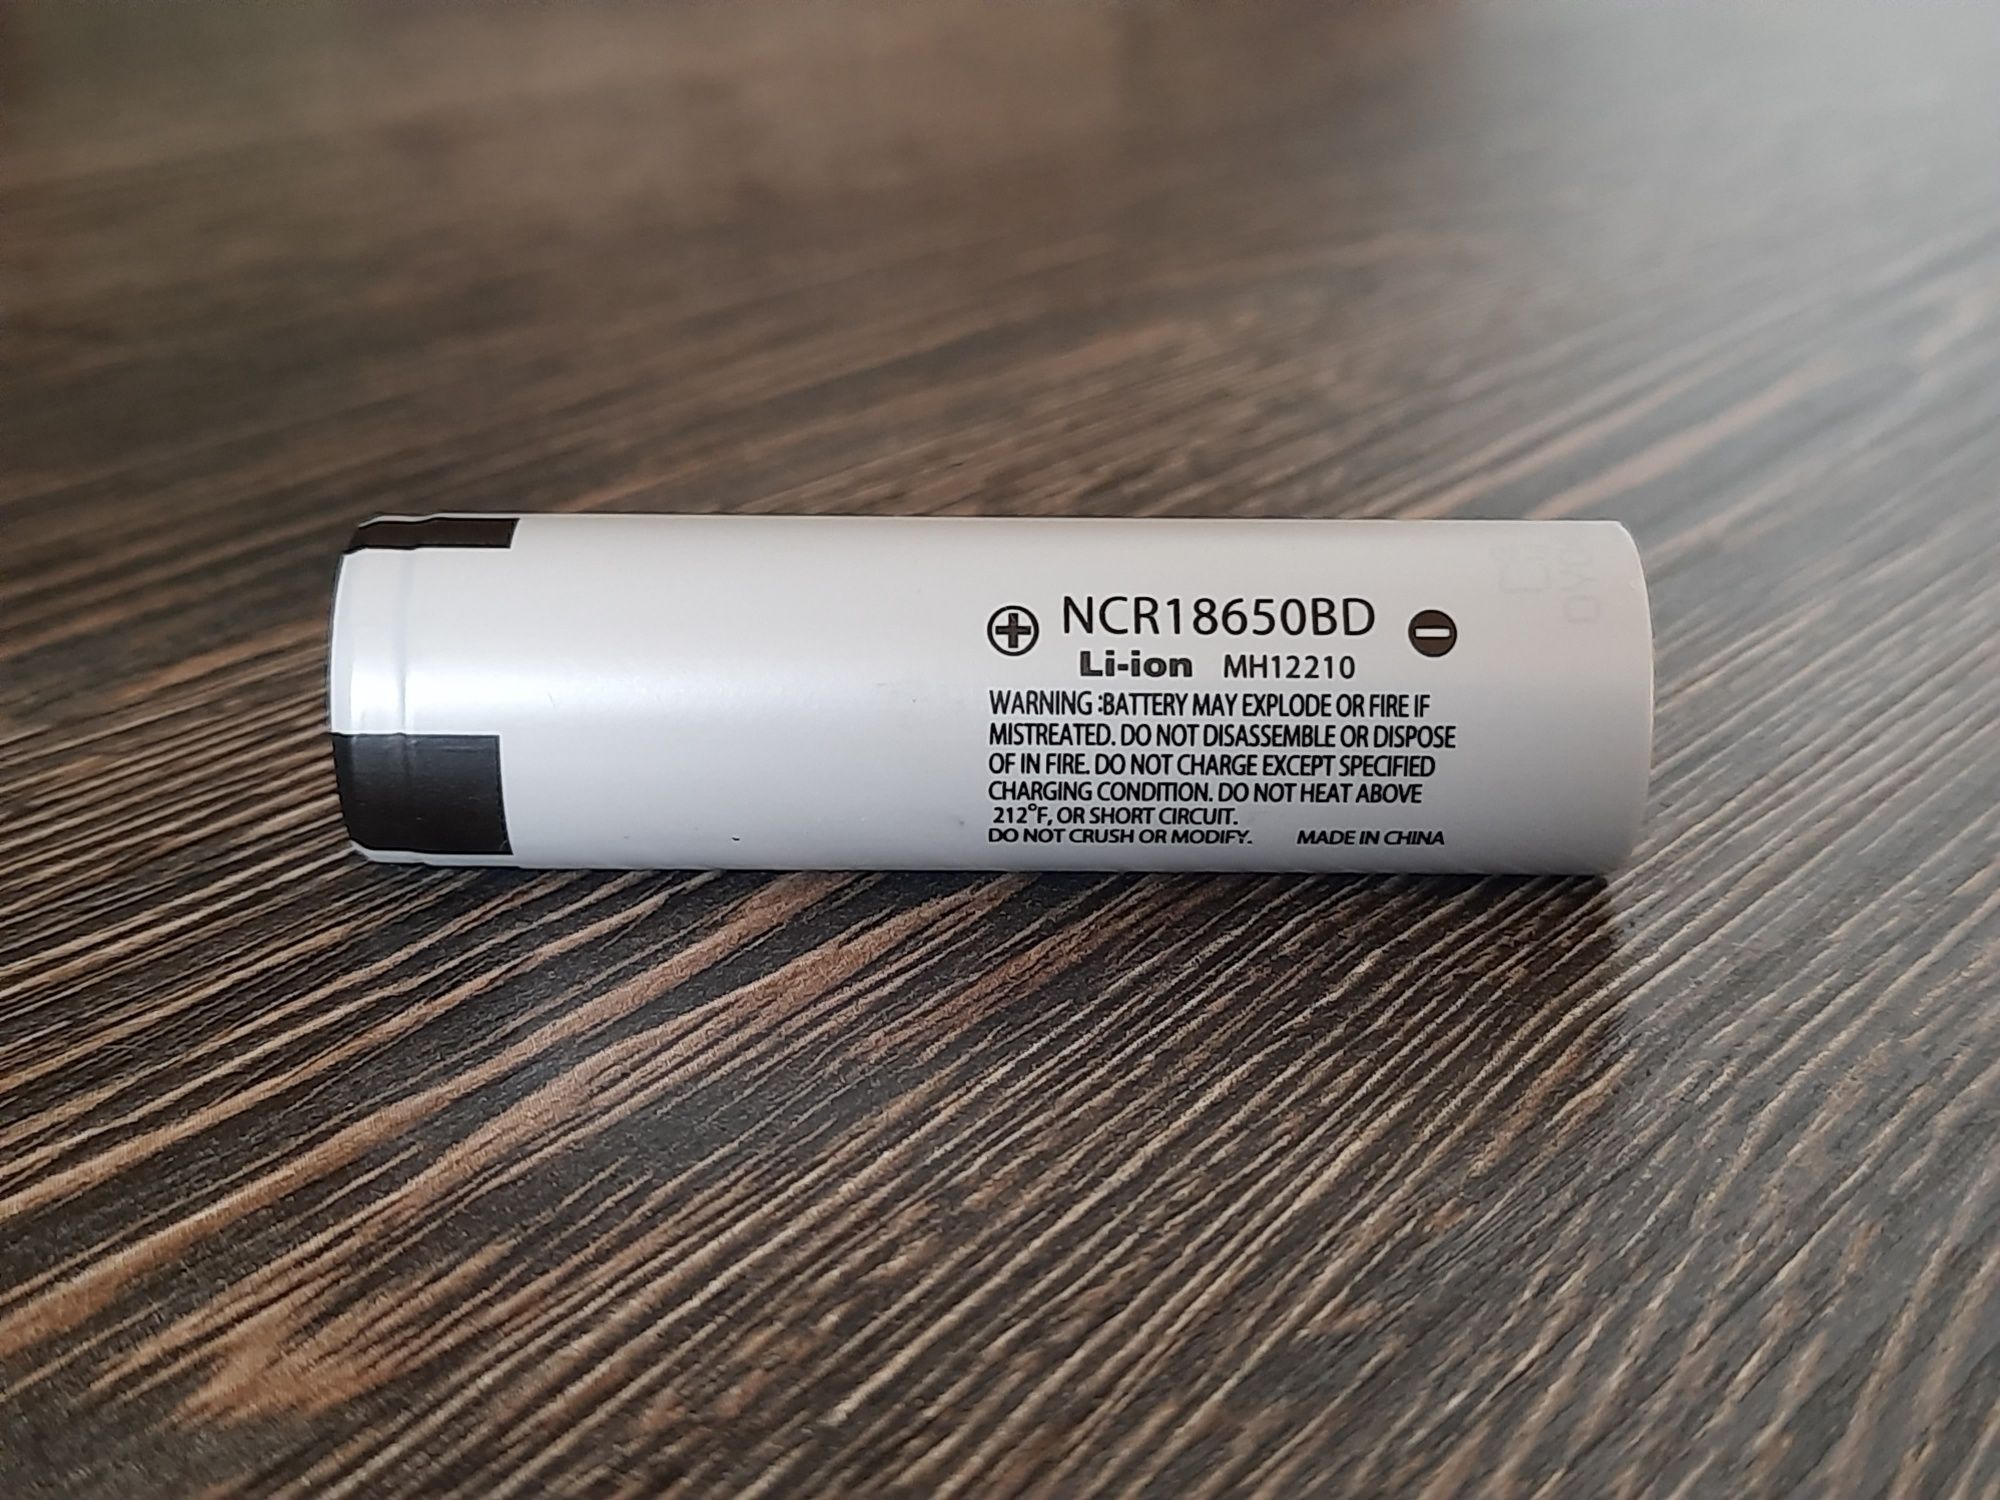 NCR18650BD
Li-ion MH12210
WARNING :BATTERY MAY EXPLODE OR FIRE IF
MISTREATED. DO NOT DISASSEMBLE OR DISPOSE
OF IN FIRE. DO NOT CHARGE EXCEPT SPECIFIED
CHARGING CONDITION. DO NOT HEAT ABOVE
212°F, OR SHORT CIRCUIT.
DO NOT CRUSH OR MODIFY. MADE IN CHINA